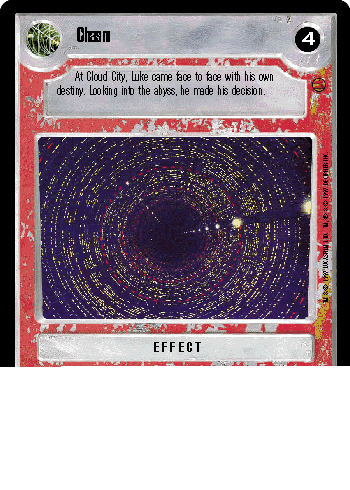 Chasm
4
At Cloud City, Luke came face to face with his own
destiny. Looking into the abyss, he made his decision.
EFFECT